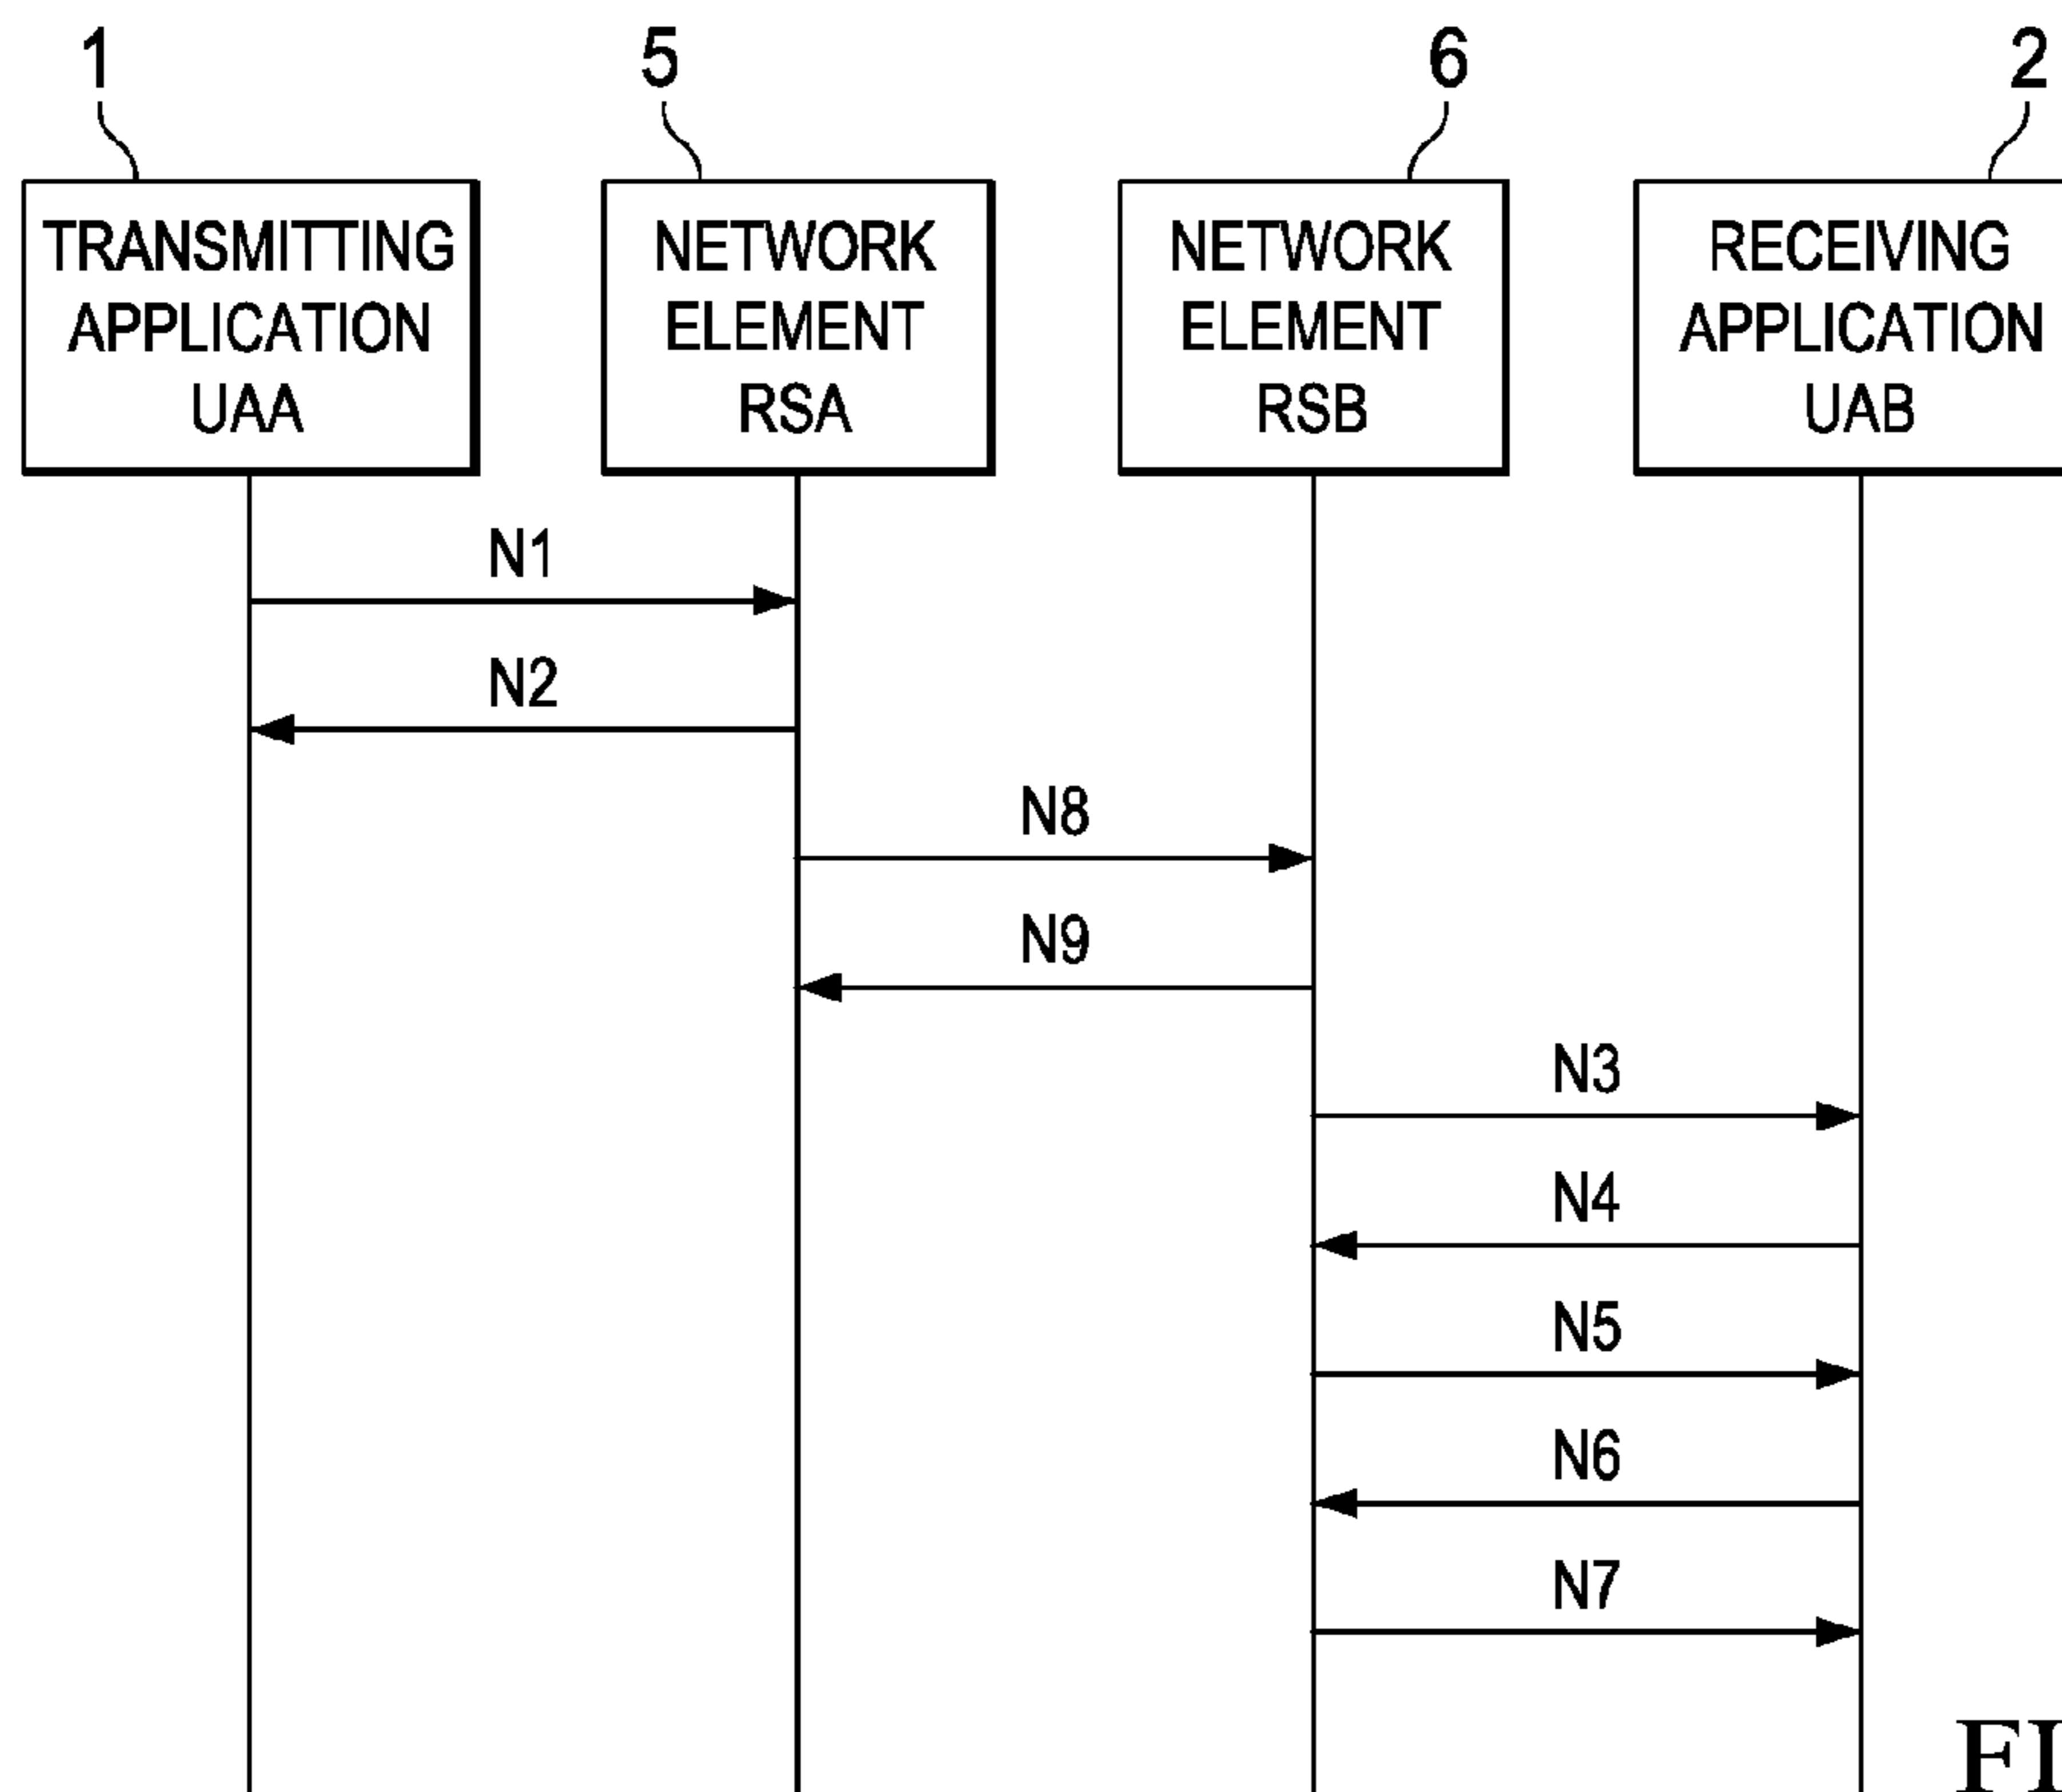 1 5 6 2
TRANSMITTING
APPLICATION
UAA
NETWORK
ELEMENT
RSA
NETWORK
ELEMENT
RSB
RECEIVING
APPLICATION
UAB
N1
N2
N8
N9
N3
N4
N5
N6
N7
FI